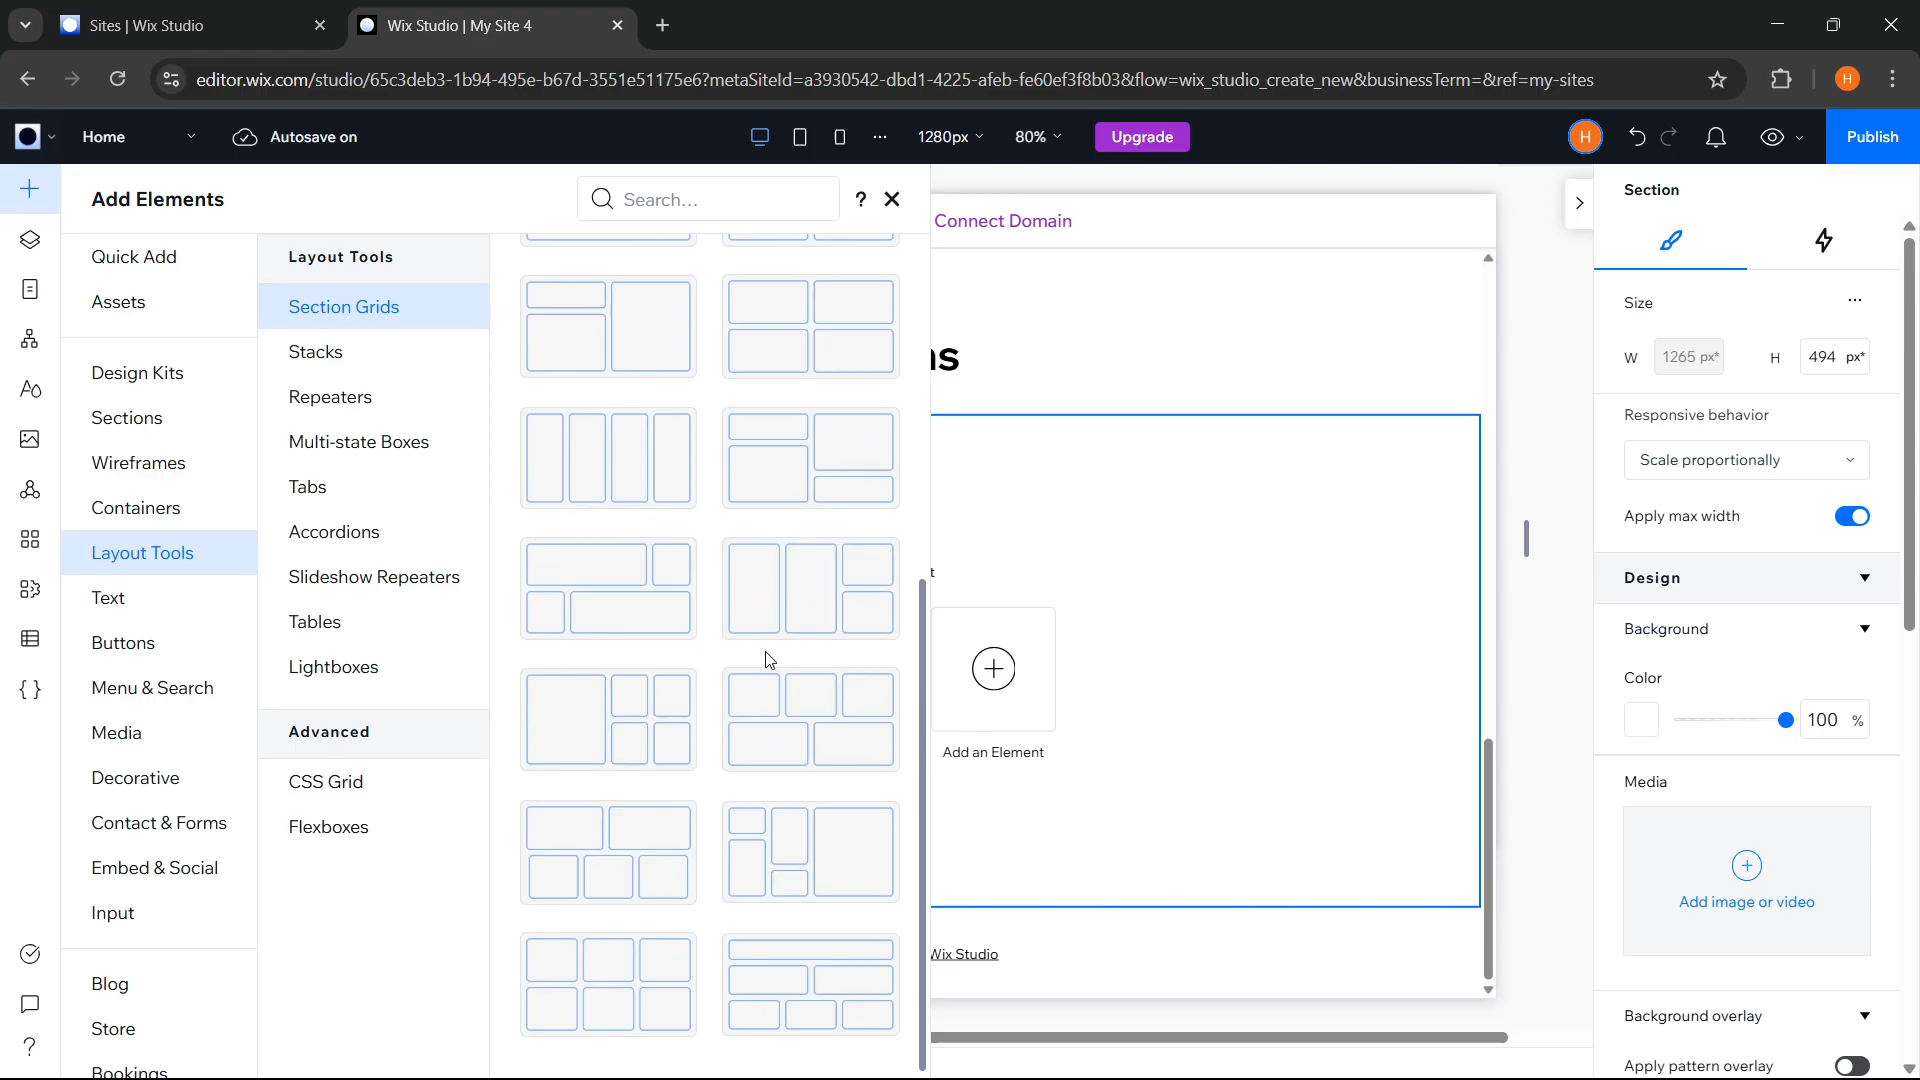 Sites | Wix Studio
Wix Studio | My Site 4
editor.wix.com/studio/65c3deb3-1b94-495e-b67d-3551e51175e6?metaSiteId=a3930542-dbd1-4225-afeb-fe60ef3f8b03&flow=wix_studio_create_new&businessTerm=&ref=my-sites
H
Home
Autosave on
1280px
80%
Upgrade
H
Publish
Add Elements
Search...
?
Quick Add
Assets
Design Kits
Sections
Wireframes
Containers
Layout Tools
Text
Buttons
Menu & Search
Media
Decorative
Contact & Forms
Embed & Social
Input
Blog
Store
Bookings
Layout Tools
Section Grids
Stacks
Repeaters
Multi-state Boxes
Tabs
Accordions
Slideshow Repeaters
Tables
Lightboxes
Advanced
CSS Grid
Flexboxes
Connect Domain
Add an Element
Wix Studio
Section
Size
W
1265 px*
H
494 px*
Responsive behavior
Scale proportionally
Apply max width
Design
Background
Color
100 %
Media
Add image or video
Background overlay
Apply pattern overlay